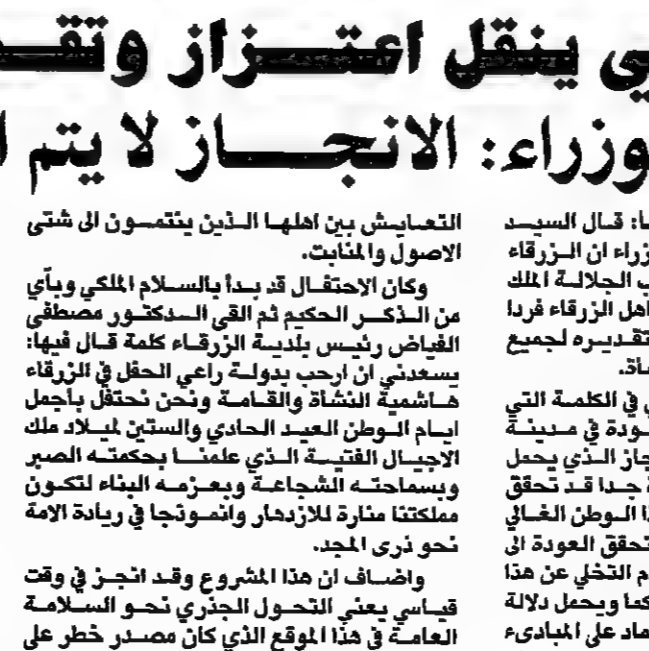 ي ينقل اعتزاز وتقد
وزراء: الانجاز لا يتم ا
ـا: قال السيد
زراء ان الزرقاء
ب الجلالة الملك
اهل الزرقاء فردا
تقديره لجميع
ـأة.
ي في الكلمة التي
ـودة في مدينة
جاز الذي يحمل
ة جدا قد تحقق
ا الوطن الغالي
تحقق العودة الى
م التخلي عن هذا
كما ويحمل دلالة
ماد على المبادىء
التعايش بين اهلها الذين ينتمون الى شتى
الاصول والمنابت.
وكان الاحتفال قد بدأ بالسلام الملكي وبآي
من الذكر الحكيم ثم القى الدكتور مصطفى
الفياض رئيس بلدية الزرقاء كلمة قال فيها:
يسعدني ان ارحب بدولة راعي الحفل في الزرقاء
هاشمية النشأة والقامة ونحن نحتفل بأجمل
ايام الوطن العيد الحادي والستين لميلاد ملك
الاجيال الفتية الذي علمنا بحكمته الصبر
وبسماحته الشجاعة وبعزمه البناء لتكون
مملكتنا منارة للازدهار وانموذجا في ريادة الامة
نحو ذرى المجد.
واضاف ان هذا المشروع وقد انجز في وقت
قياسي يعني التحول الجذري نحو السلامة
العامة في هذا الموقع الذي كان مصدر خطر على